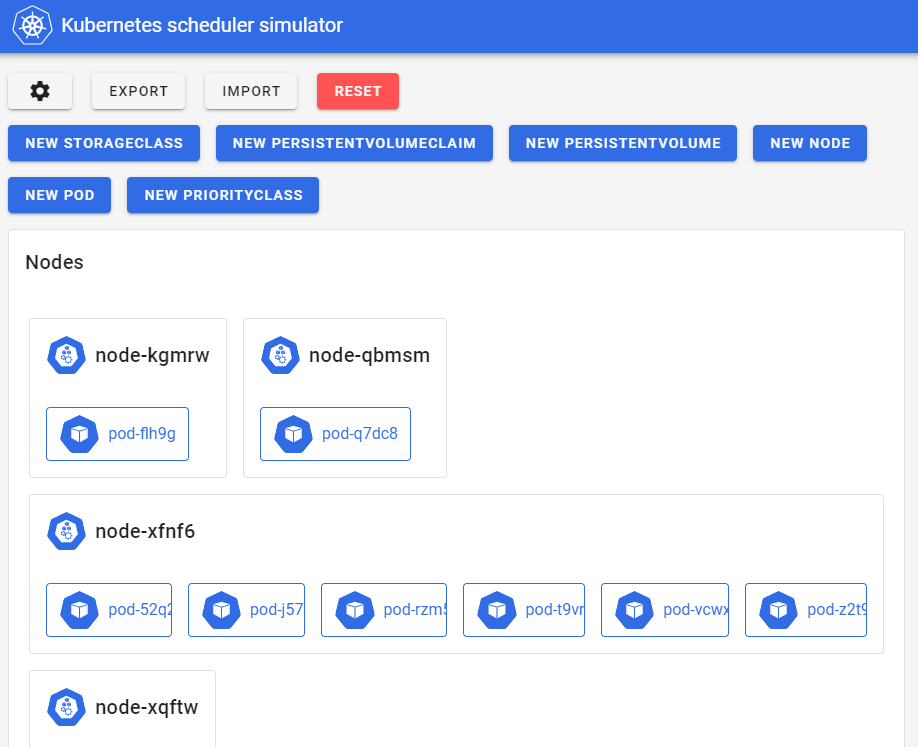 Kubernetes scheduler simulator
EXPORT IMPORT RESET
NEW STORAGECLASS NEW PERSISTENTVOLUMECLAIM NEW PERSISTENTVOLUME NEW NODE
NEW POD NEW PRIORITYCLASS
Nodes
node-kgmrw node-qbmsm
pod-flh9g pod-q7dc8
node-xfnf6
pod-52q2 pod-j57 pod-rzm5 pod-t9vr pod-vcwx pod-z2t9
node-xqftw